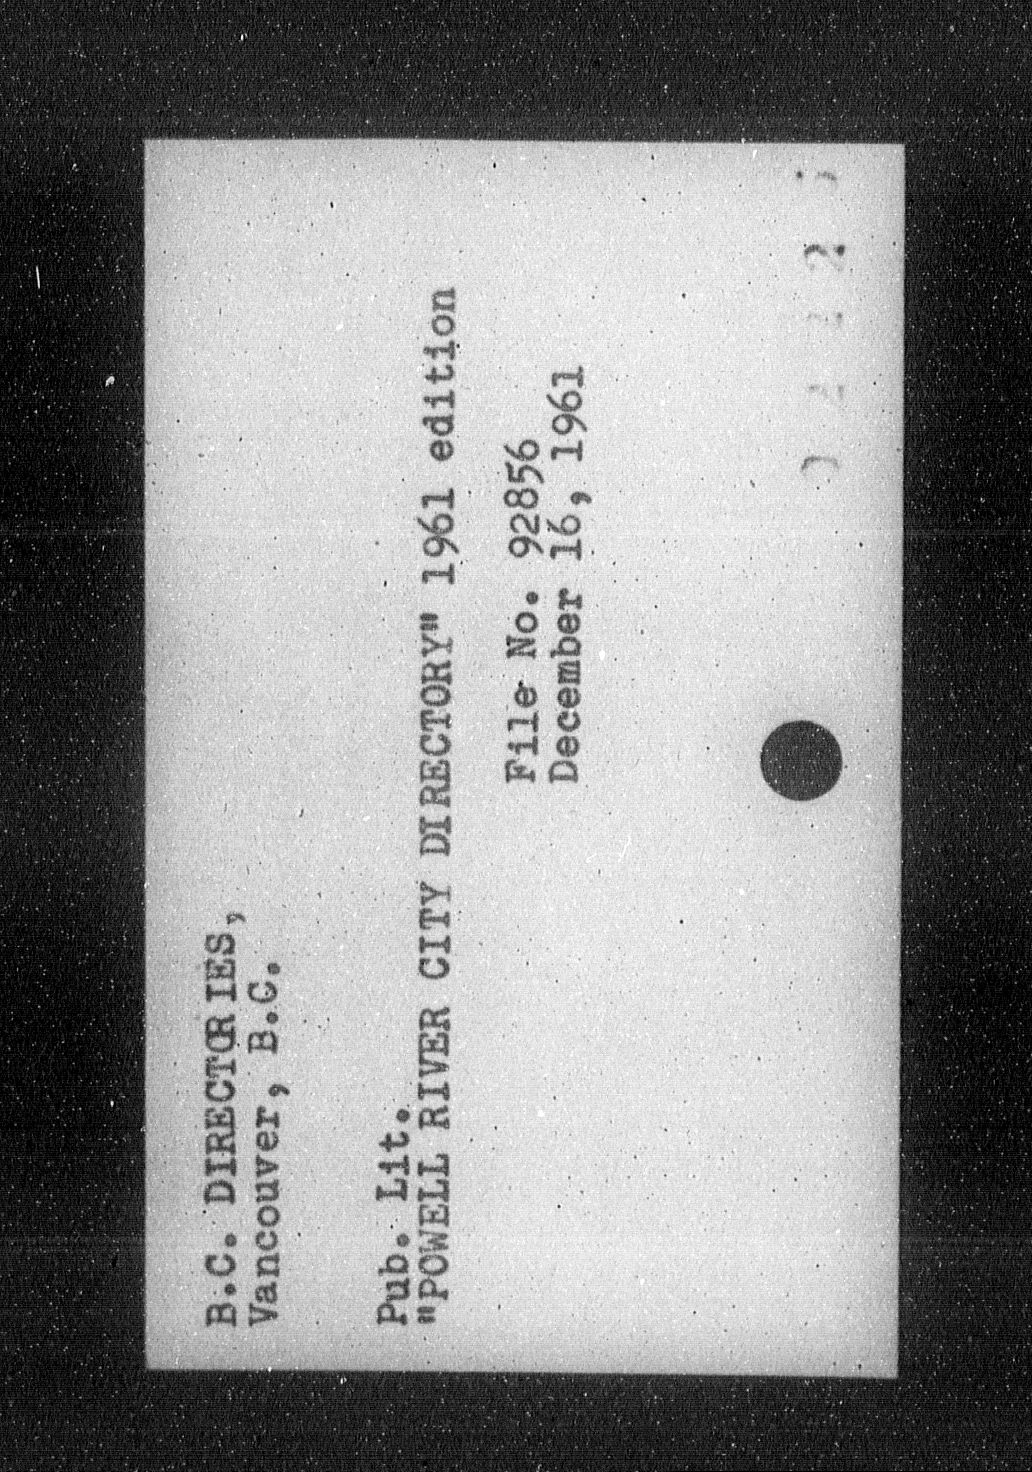 B.C. DIRECTORIES,
Vancouver, B.C.
Pub. Lit.
"POWELL RIVER CITY DIRECTORY" 1961 edition
File No. 92856
December 16, 1961